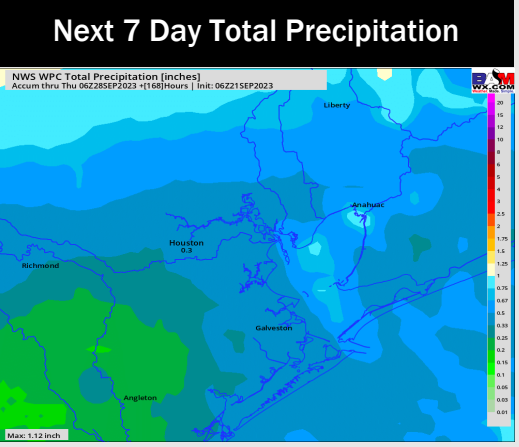 Next 7 Day Total Precipitation
NWS WPC Total Precipitation [inches]
Accum thru Thu 06Z28SEP2023 +[168]Hours | Init: 06Z21SEP2023
BAM
WX.COM
Liberty
Anahuac
Houston
0.3
Richmond
Galveston
Angleton
Max: 1.12 inch
20
15
12
10
8
6
5
4
3
2.5
2
1.75
1.5
1.25
1
0.75
0.67
0.5
0.33
0.25
0.2
0.15
0.1
0.05
0.03
0.01